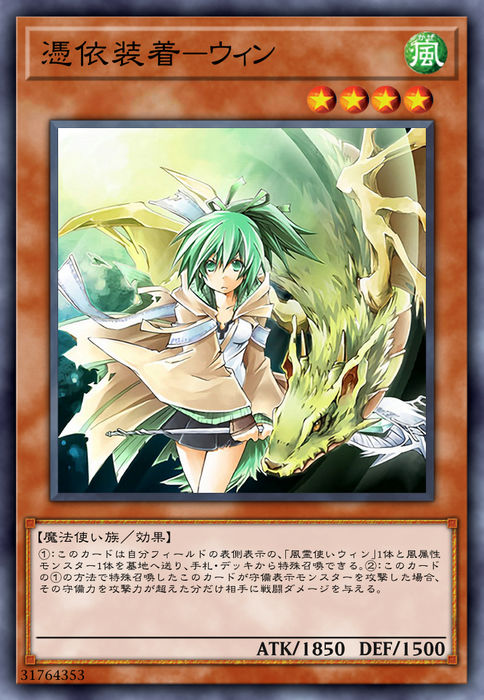 憑依装着－ウィン
かぜ
風
【魔法使い族／効果】
①：このカードは自分フィールドの表側表示の、「風霊使いウィン」1体と風属性
モンスター1体を墓地へ送り、手札・デッキから特殊召喚できる。②：このカード
の①の方法で特殊召喚したこのカードが守備表示モンスターを攻撃した場合、
その守備力を攻撃力が超えた分だけ相手に戦闘ダメージを与える。
ATK/1850 DEF/1500
31764353